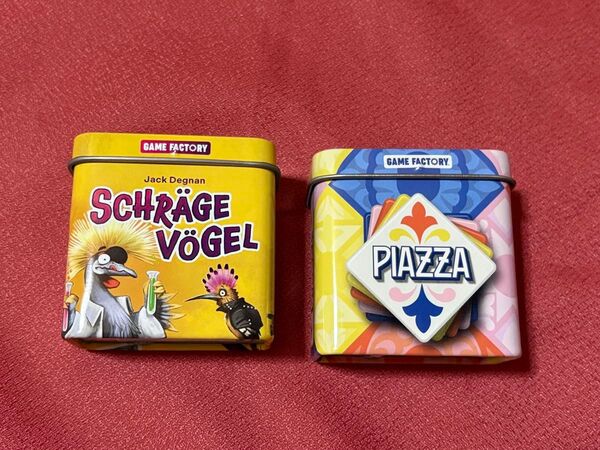 GAME FACTORY
Jack Degnan
SCHRÄGE
VÖGEL
GAME FACTORY
PIAZZA